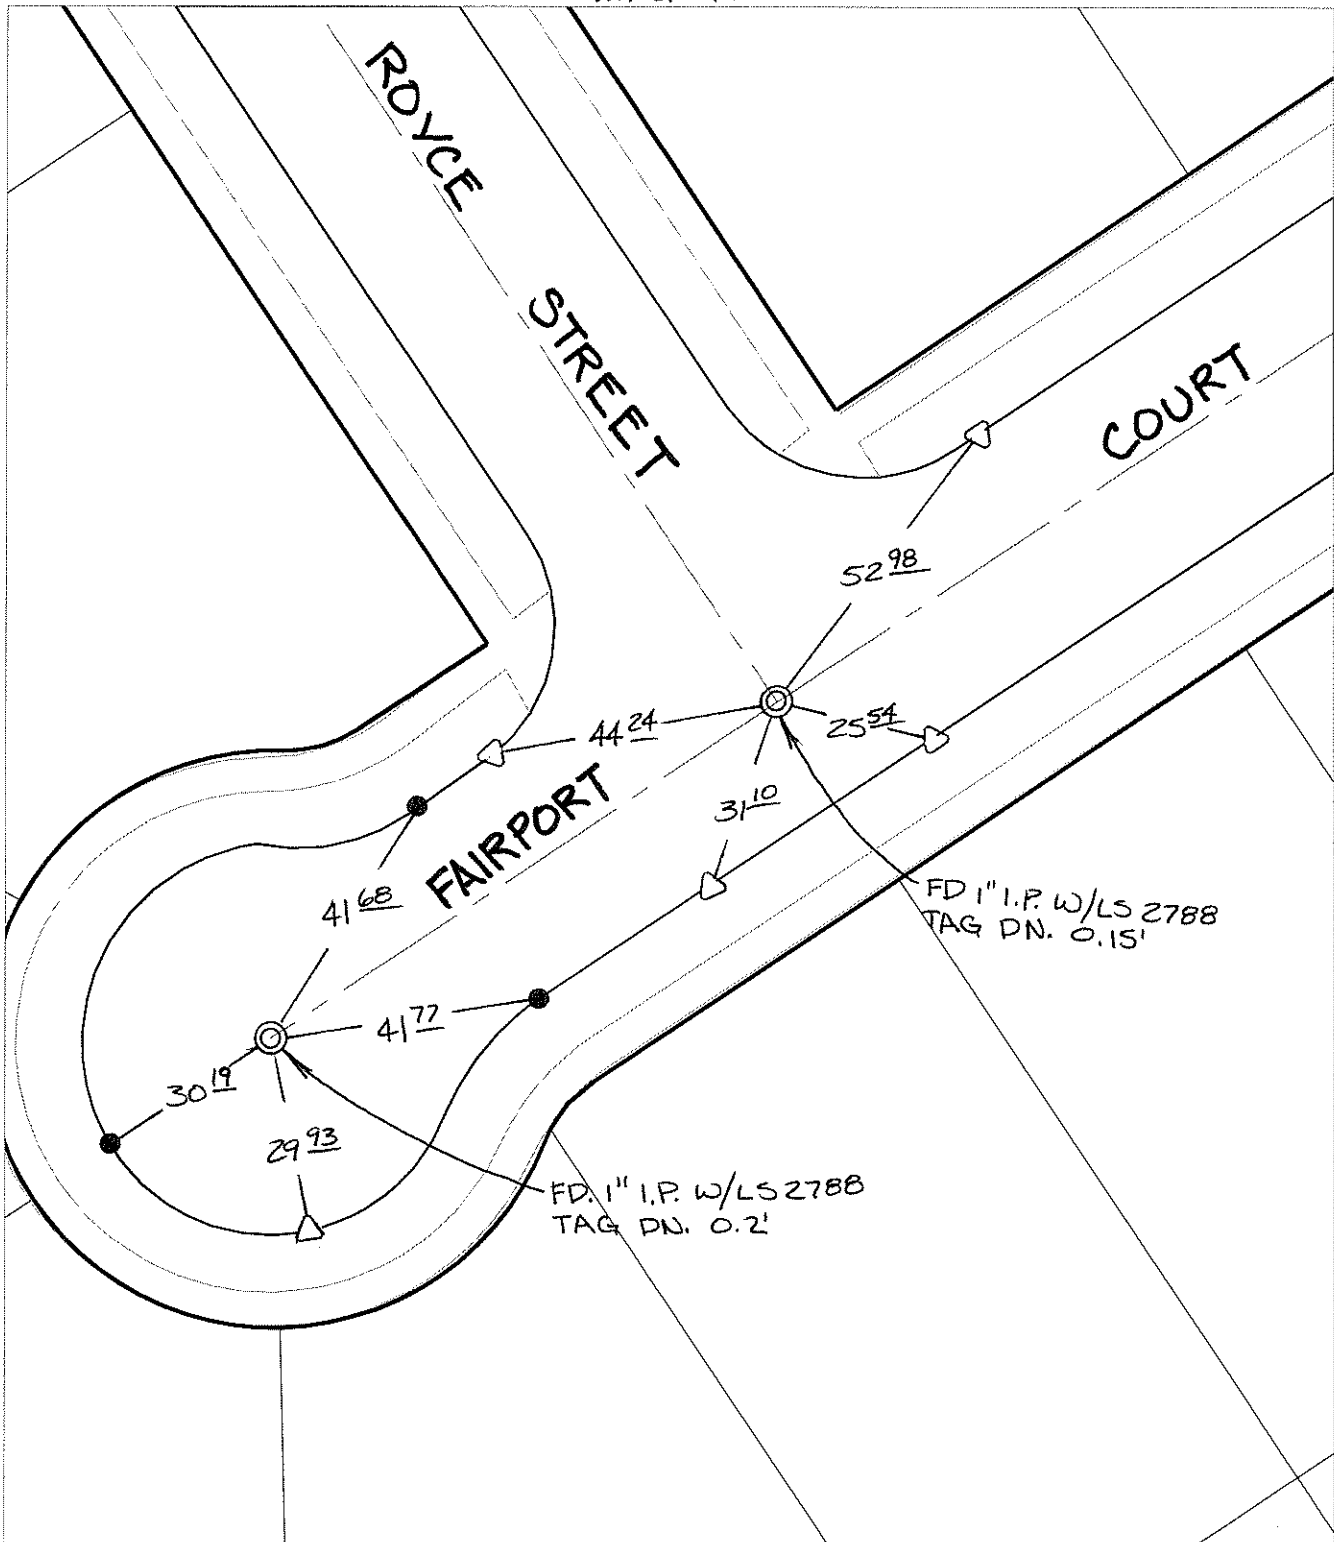 ROYCE
STREET
COURT
52 98
44 24
25 54
31 10
FAIRPORT
41 68
FD 1" I.P. W/LS 2788
TAG DN. 0.15'
41 77
30 19
29 93
FD. 1" I.P. W/LS 2788
TAG DN. 0.2'